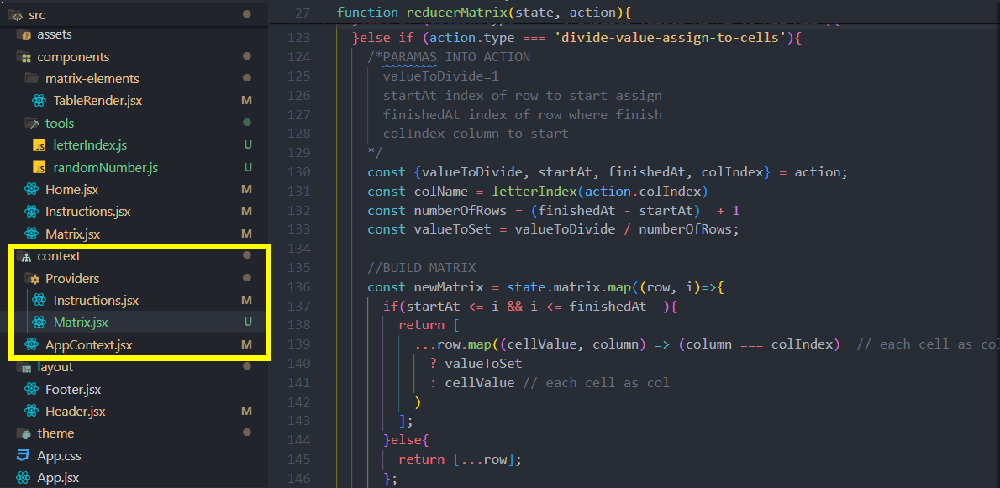 src
assets
components
matrix-elements
TableRender.jsx M
tools
JS letterIndex.js U
JS randomNumber.js U
Home.jsx M
Instructions.jsx M
Matrix.jsx M
context
Providers
Instructions.jsx M
Matrix.jsx U
AppContext.jsx M
layout
Footer.jsx
Header.jsx M
theme
App.css
App.jsx
27 function reducerMatrix(state, action){
123 }else if (action.type === 'divide-value-assign-to-cells'){
124 /*PARAMAS INTO ACTION
125 valueToDivide=1
126 startAt index of row to start assign
127 finishedAt index of row where finish
128 colIndex column to start
129 */
130 const {valueToDivide, startAt, finishedAt, colIndex} = action;
131 const colName = letterIndex(action.colIndex)
132 const numberOfRows = (finishedAt - startAt)  + 1
133 const valueToSet = valueToDivide / numberOfRows;
134
135 //BUILD MATRIX
136 const newMatrix = state.matrix.map((row, i)=>{
137 if(startAt <= i && i <= finishedAt  ){
138 return [
139 ...row.map((cellValue, column) => (column === colIndex)  // each cell as col
140 ? valueToSet
141 : cellValue // each cell as col
142 )
143 ];
144 }else{
145 return [...row];
146 };